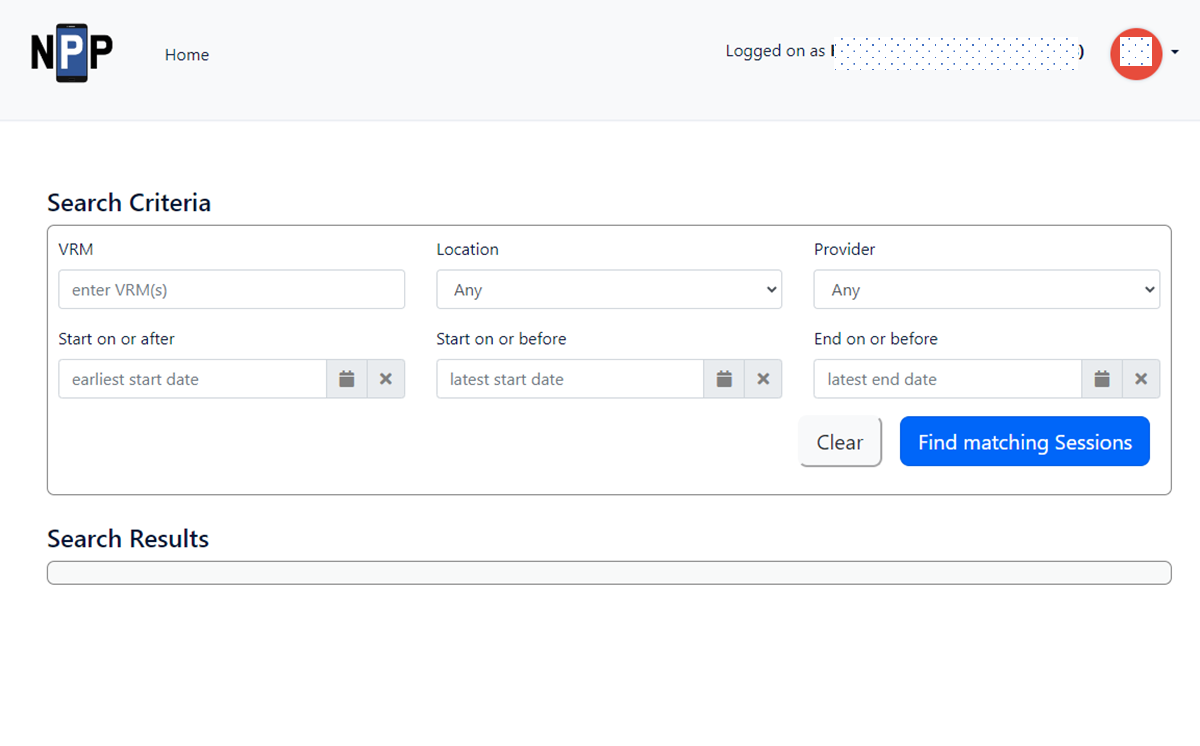 NPP
Home
Logged on as )
Search Criteria
VRM Location Provider
enter VRM(s) Any Any
Start on or after Start on or before End on or before
earliest start date latest start date latest end date
Clear Find matching Sessions
Search Results